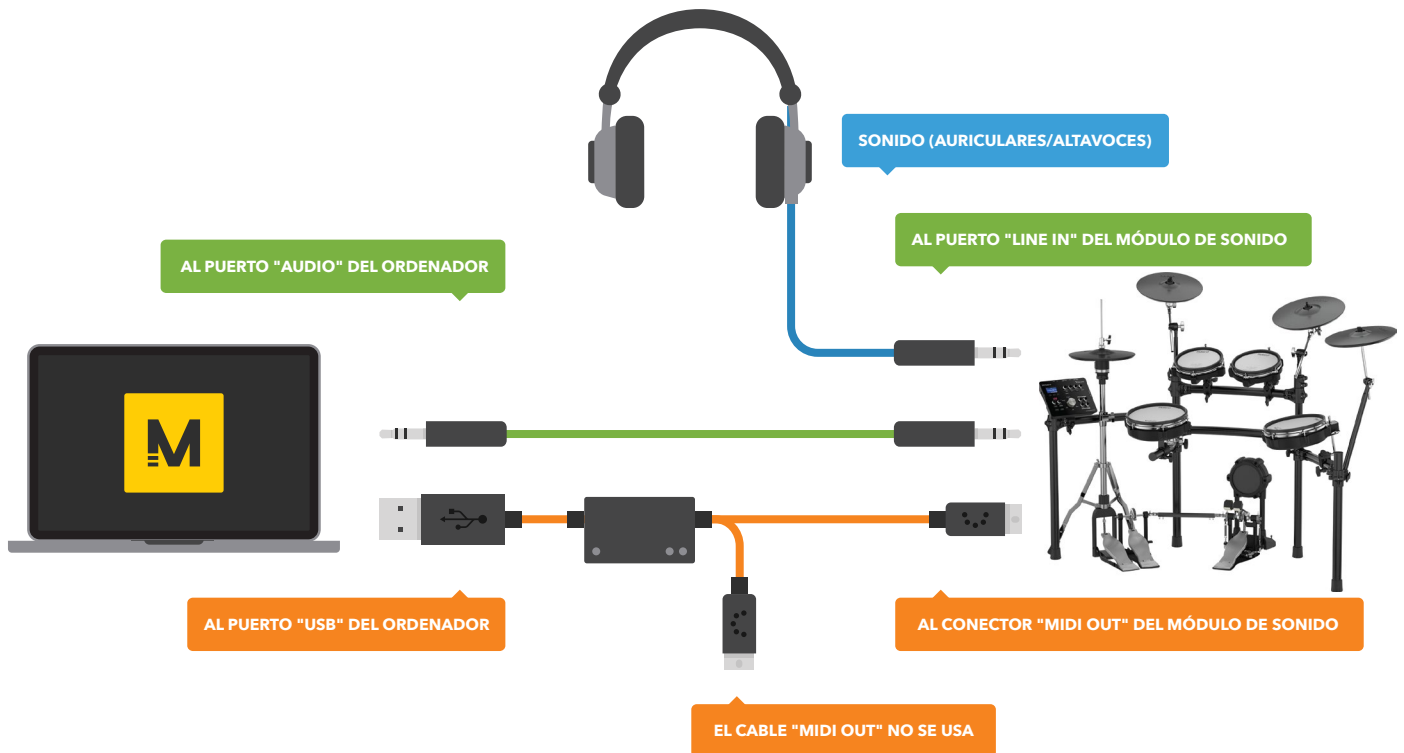 SONIDO (AURICULARES/ALTAVOCES)
AL PUERTO "LINE IN" DEL MÓDULO DE SONIDO
AL PUERTO "AUDIO" DEL ORDENADOR
M
AL PUERTO "USB" DEL ORDENADOR
AL CONECTOR "MIDI OUT" DEL MÓDULO DE SONIDO
EL CABLE "MIDI OUT" NO SE USA